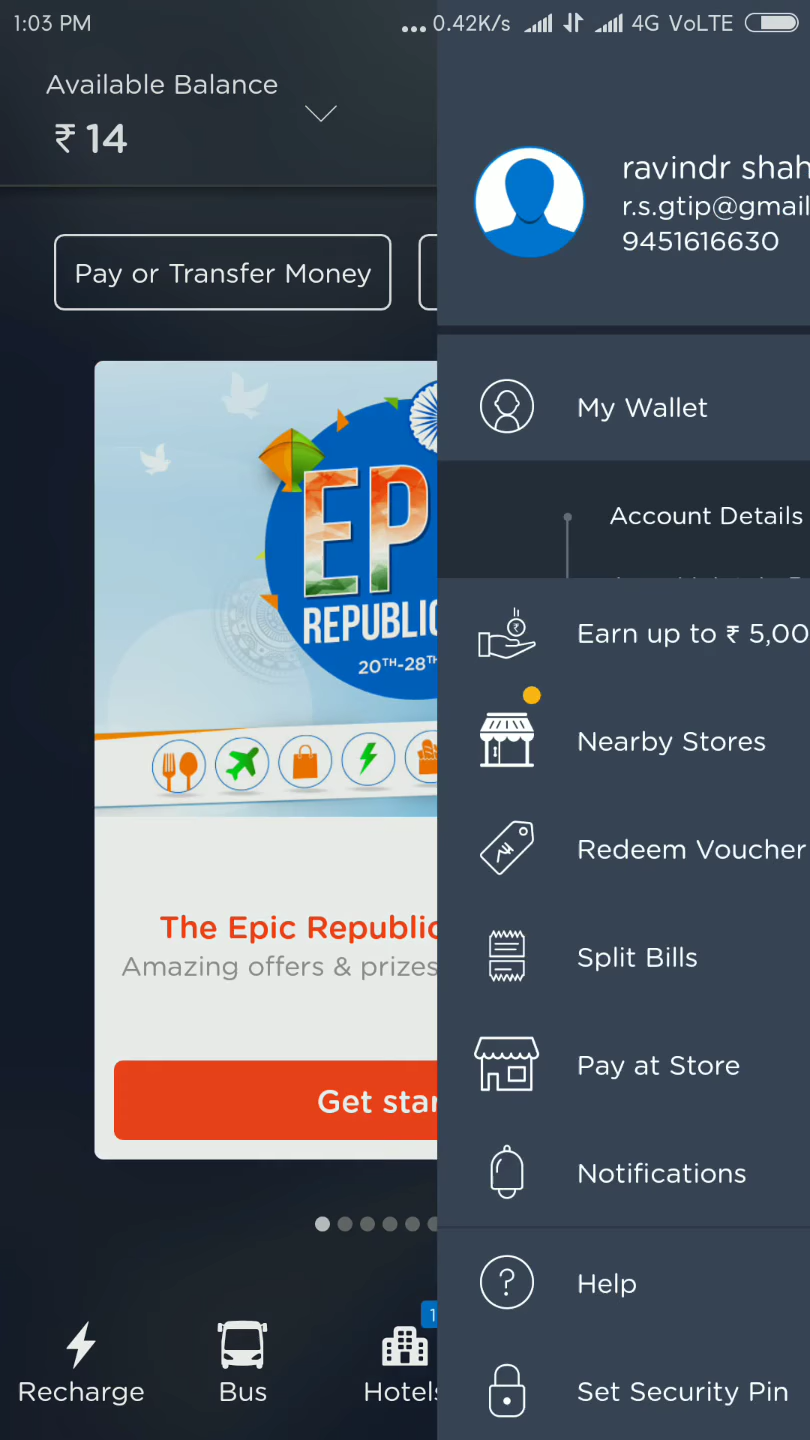 1:03 PM
... 0.42K/s 4G VoLTE
Available Balance
₹ 14
Pay or Transfer Money
EP
REPUBLIC
20TH-28TH
The Epic Republic
Amazing offers & prizes
Get star
1
Recharge
Bus
Hotels
ravindr shah
r.s.gtip@gmail
9451616630
My Wallet
Account Details
Earn up to ₹ 5,00
Nearby Stores
Redeem Voucher
Split Bills
Pay at Store
Notifications
Help
Set Security Pin